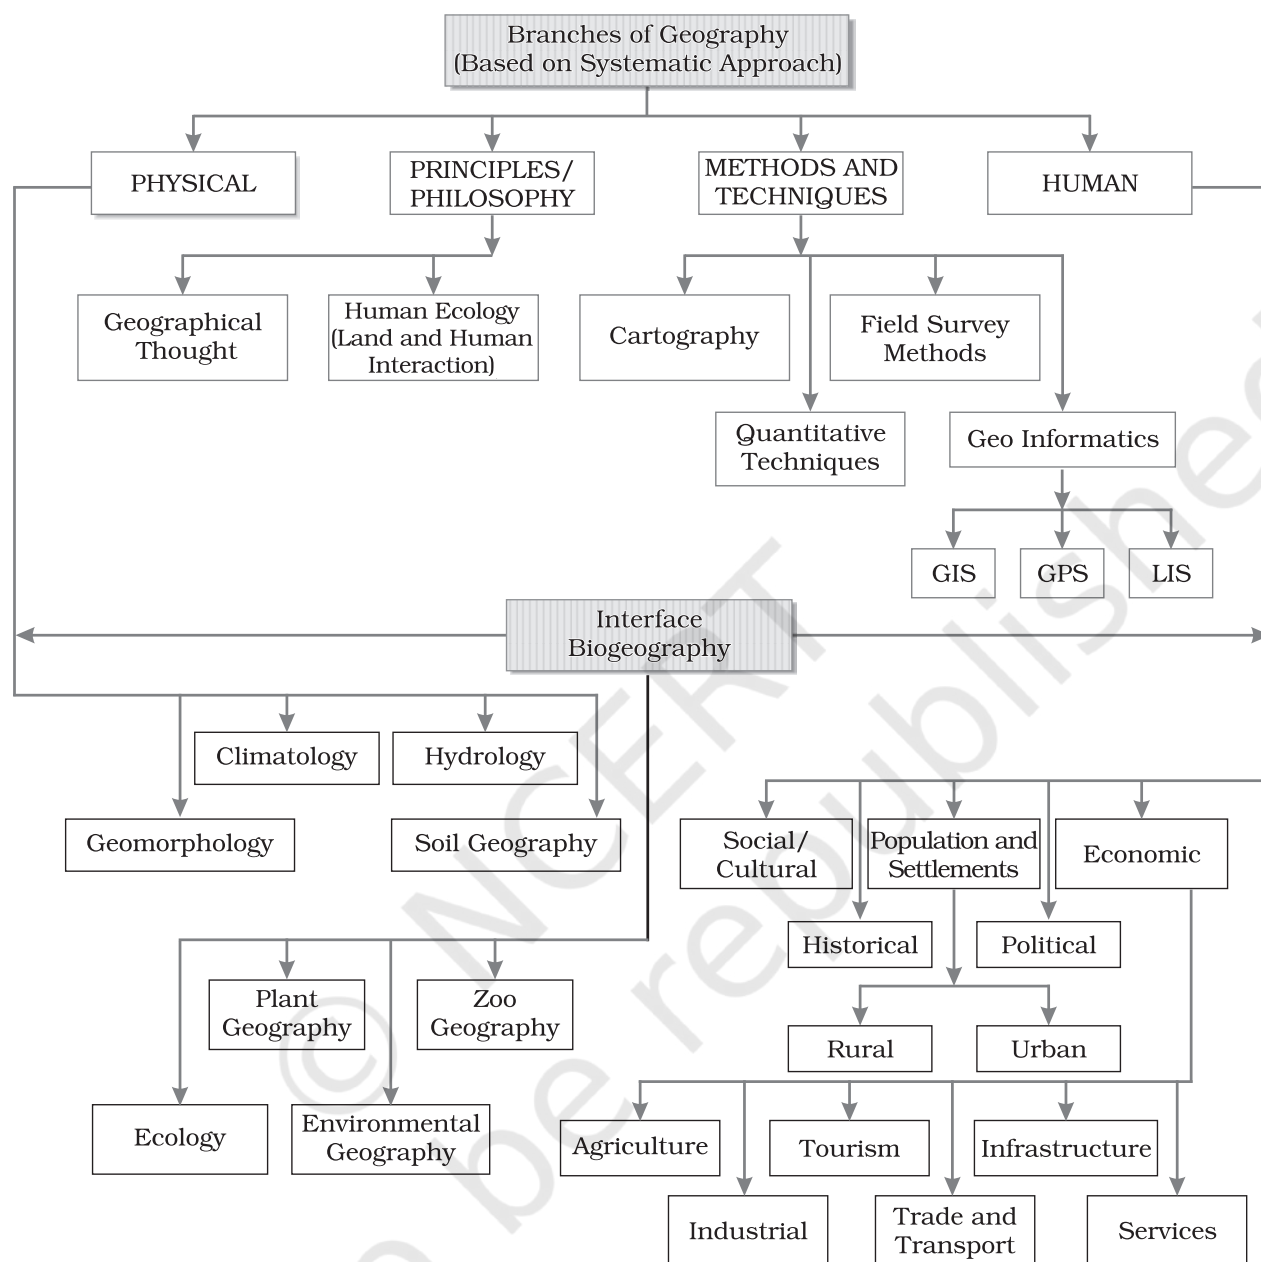 Branches of Geography
(Based on Systematic Approach)
PHYSICAL
PRINCIPLES/
PHILOSOPHY
METHODS AND
TECHNIQUES
HUMAN
Geographical
Thought
Human Ecology
(Land and Human
Interaction)
Cartography
Field Survey
Methods
Quantitative
Techniques
Geo Informatics
GIS
GPS
LIS
Interface
Biogeography
Climatology
Hydrology
Geomorphology
Soil Geography
Social/
Cultural
Population and
Settlements
Economic
Historical
Political
Plant
Geography
Zoo
Geography
Rural
Urban
Ecology
Environmental
Geography
Agriculture
Tourism
Infrastructure
Industrial
Trade and
Transport
Services
© NCERT
be republished